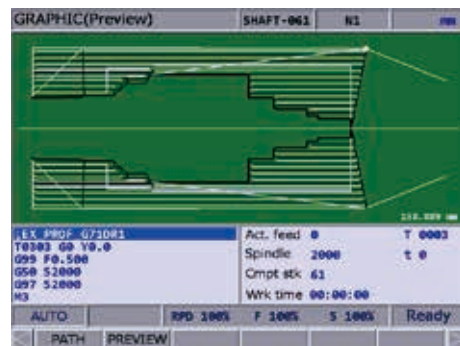 GRAPHIC(Preview) SHAFT-061 N1 mm
;EX PROF G71DR1
T0303 G0 Y0.0
G99 F0.500
G50 S2000
G97 S2000
M3
Act. feed 0 T 0003
Spindle 2000 t 0
Cmpt stk 61
Wrk time 00:00:00
AUTO RPD 100% F 100% S 100% Ready
PATH PREVIEW